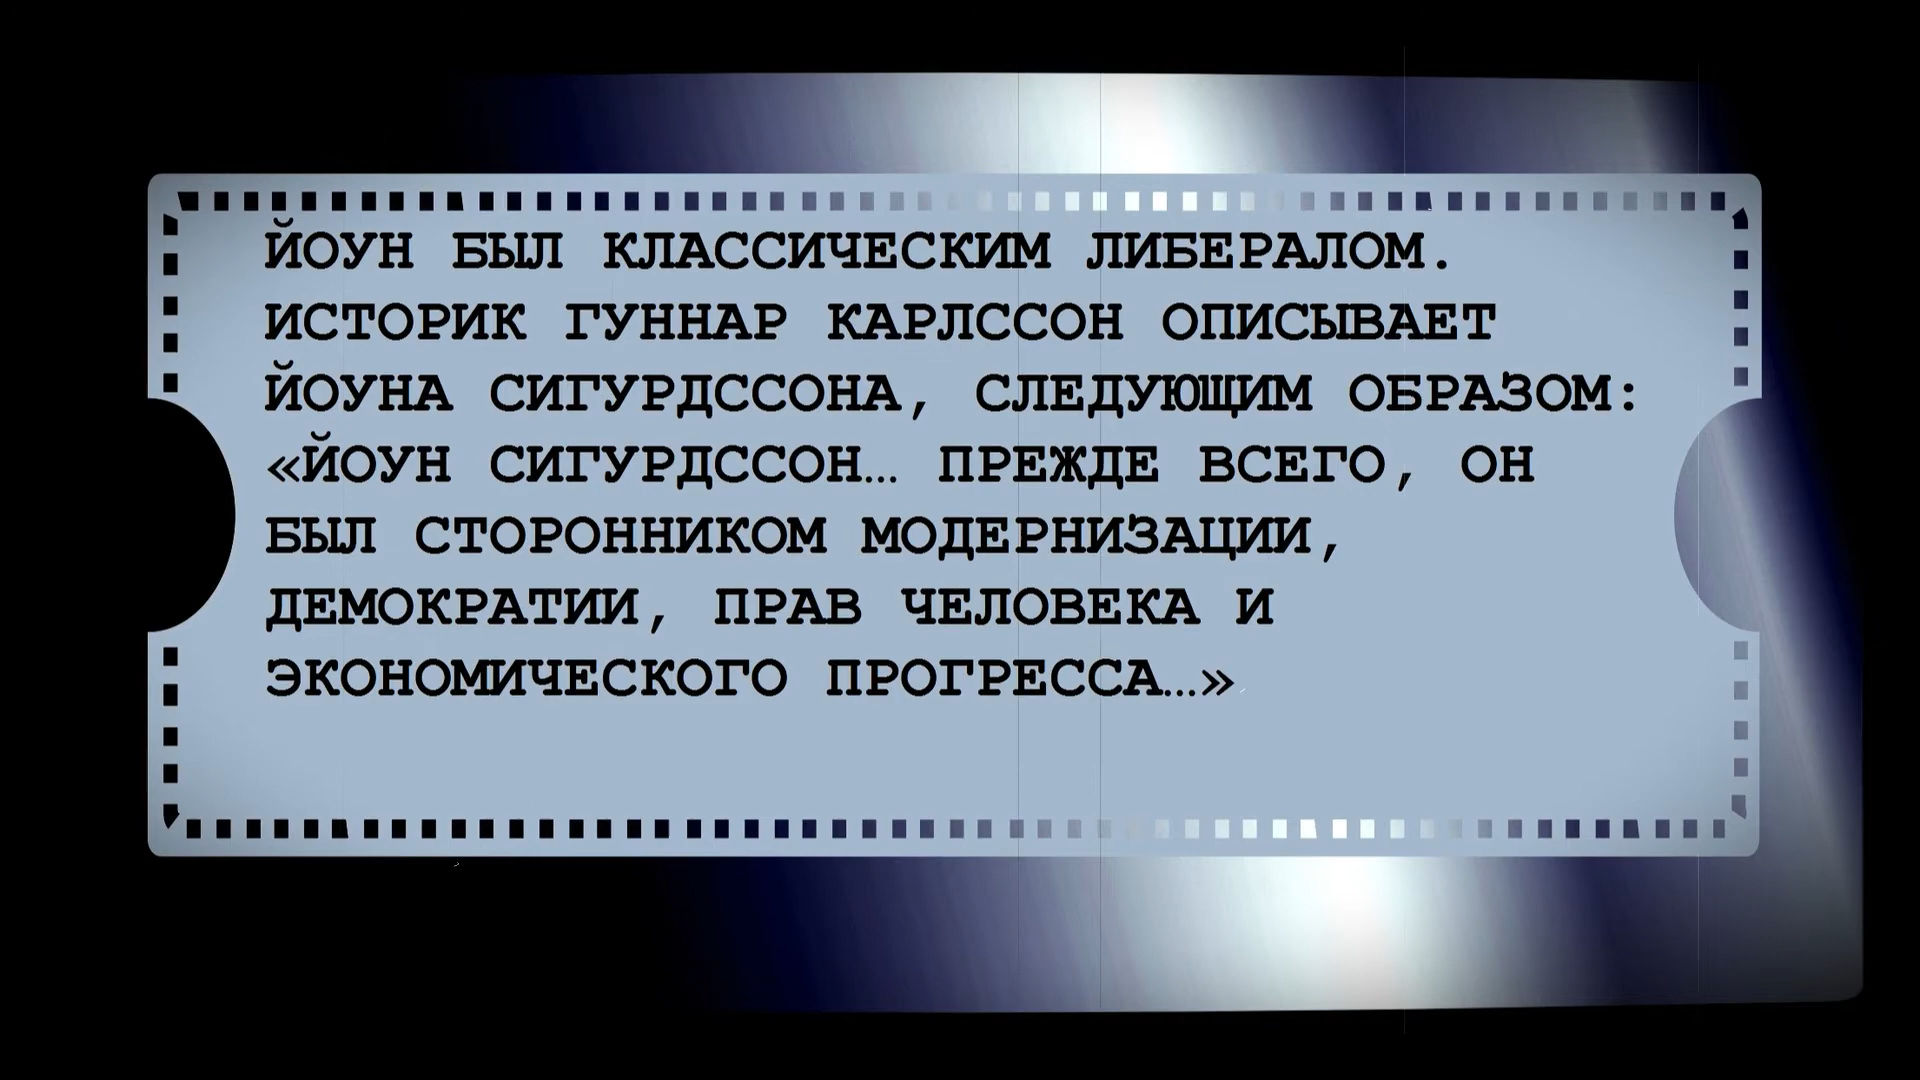 ЙОУН БЫЛ КЛАССИЧЕСКИМ ЛИБЕРАЛОМ.
ИСТОРИК ГУННАР КАРЛССОН ОПИСЫВАЕТ
ЙОУНА СИГУРДССОНА, СЛЕДУЮЩИМ ОБРАЗОМ:
«ЙОУН СИГУРДССОН… ПРЕЖДЕ ВСЕГО, ОН
БЫЛ СТОРОННИКОМ МОДЕРНИЗАЦИИ,
ДЕМОКРАТИИ, ПРАВ ЧЕЛОВЕКА И
ЭКОНОМИЧЕСКОГО ПРОГРЕССА…»